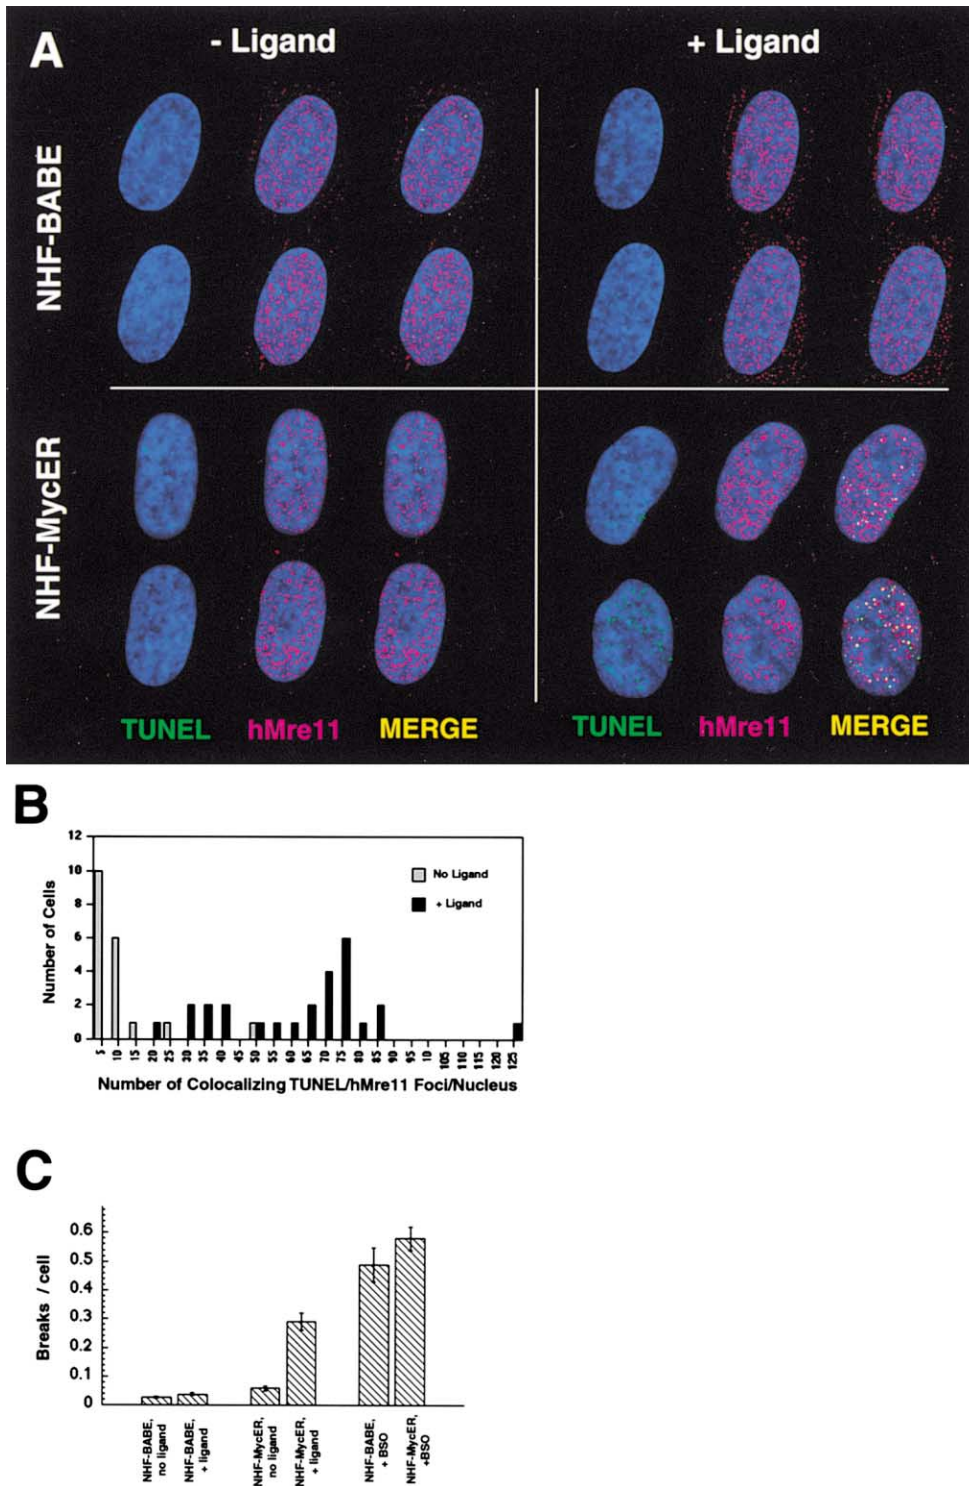 A
- Ligand
+ Ligand
NHF-BABE
NHF-MycER
TUNEL hMre11 MERGE
TUNEL hMre11 MERGE
B
12
10
8
6
4
2
0
Number of Cells
No Ligand
+ Ligand
5 10 15 20 25 30 35 40 45 50 55 60 65 70 75 80 85 90 95 10 105 110 115 120 125
Number of Colocalizing TUNEL/hMre11 Foci/Nucleus
C
0.6
0.5
0.4
0.3
0.2
0.1
0
Breaks / cell
NHF-BABE,
no ligand
NHF-BABE,
+ ligand
NHF-MycER,
no ligand
NHF-MycER,
+ ligand
NHF-BABE,
+ BSO
NHF-MycER,
+BSO